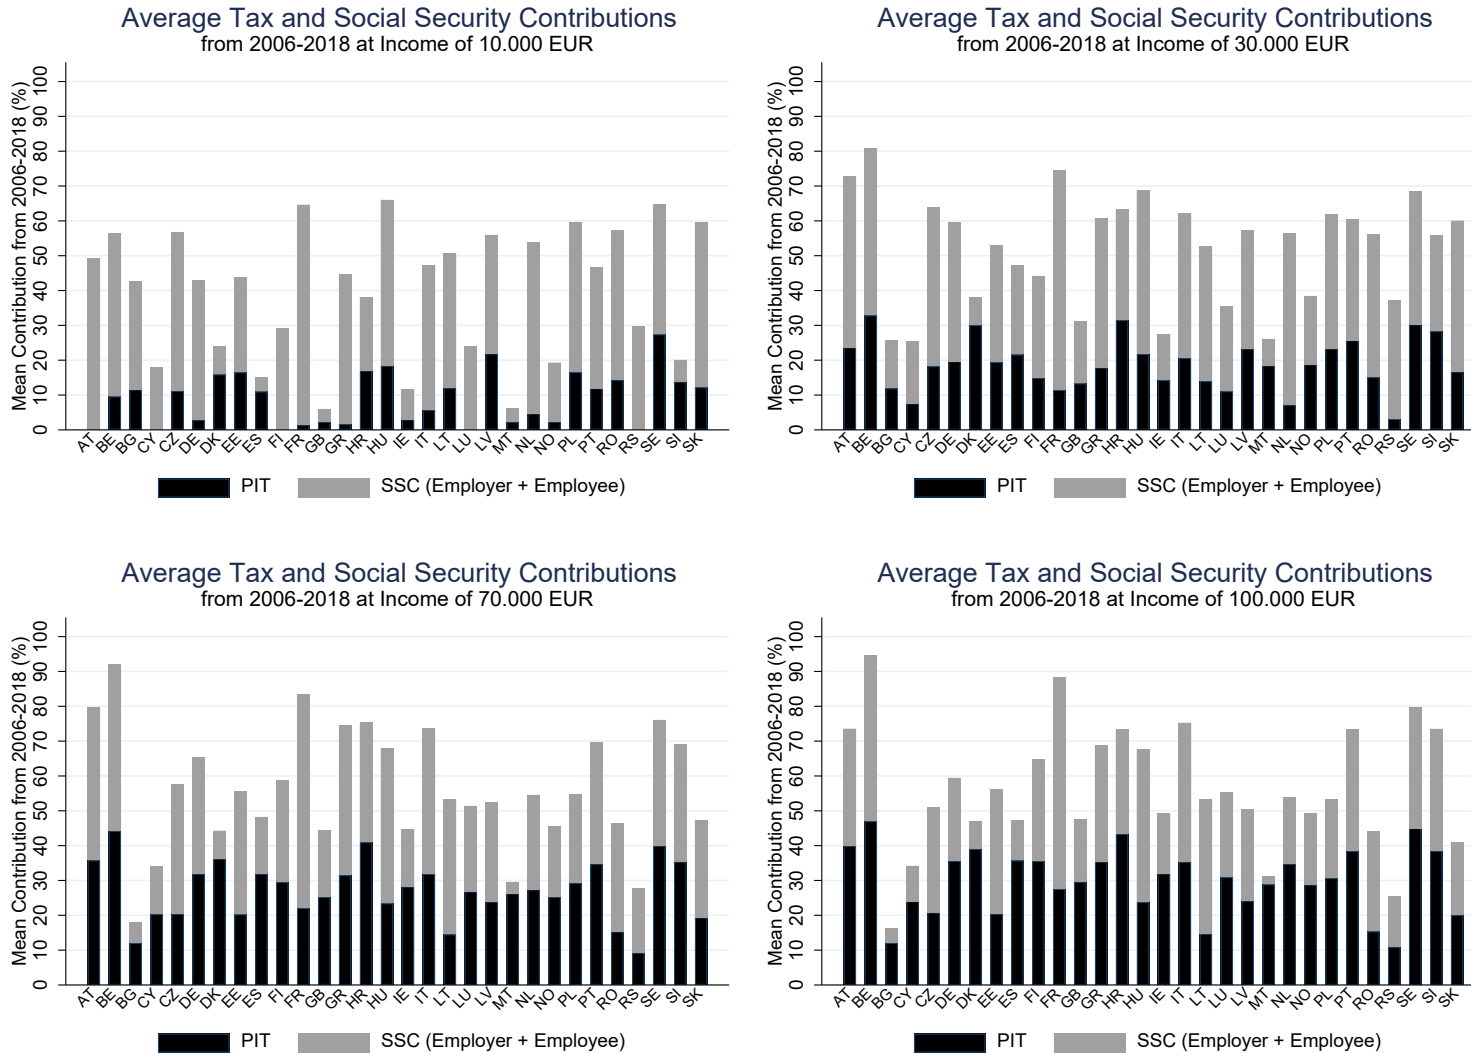 Average Tax and Social Security Contributions
from 2006-2018 at Income of 10.000 EUR
Mean Contribution from 2006-2018 (%)
0 10 20 30 40 50 60 70 80 90 100
AT BE BG CY CZ DE DK EE ES FI FR GB GR HR HU IE IT LT LU LV MT NL NO PL PT RO RS SE SI SK
PIT SSC (Employer + Employee)
Average Tax and Social Security Contributions
from 2006-2018 at Income of 30.000 EUR
Mean Contribution from 2006-2018 (%)
0 10 20 30 40 50 60 70 80 90 100
AT BE BG CY CZ DE DK EE ES FI FR GB GR HR HU IE IT LT LU LV MT NL NO PL PT RO RS SE SI SK
PIT SSC (Employer + Employee)
Average Tax and Social Security Contributions
from 2006-2018 at Income of 70.000 EUR
Mean Contribution from 2006-2018 (%)
0 10 20 30 40 50 60 70 80 90 100
AT BE BG CY CZ DE DK EE ES FI FR GB GR HR HU IE IT LT LU LV MT NL NO PL PT RO RS SE SI SK
PIT SSC (Employer + Employee)
Average Tax and Social Security Contributions
from 2006-2018 at Income of 100.000 EUR
Mean Contribution from 2006-2018 (%)
0 10 20 30 40 50 60 70 80 90 100
AT BE BG CY CZ DE DK EE ES FI FR GB GR HR HU IE IT LT LU LV MT NL NO PL PT RO RS SE SI SK
PIT SSC (Employer + Employee)